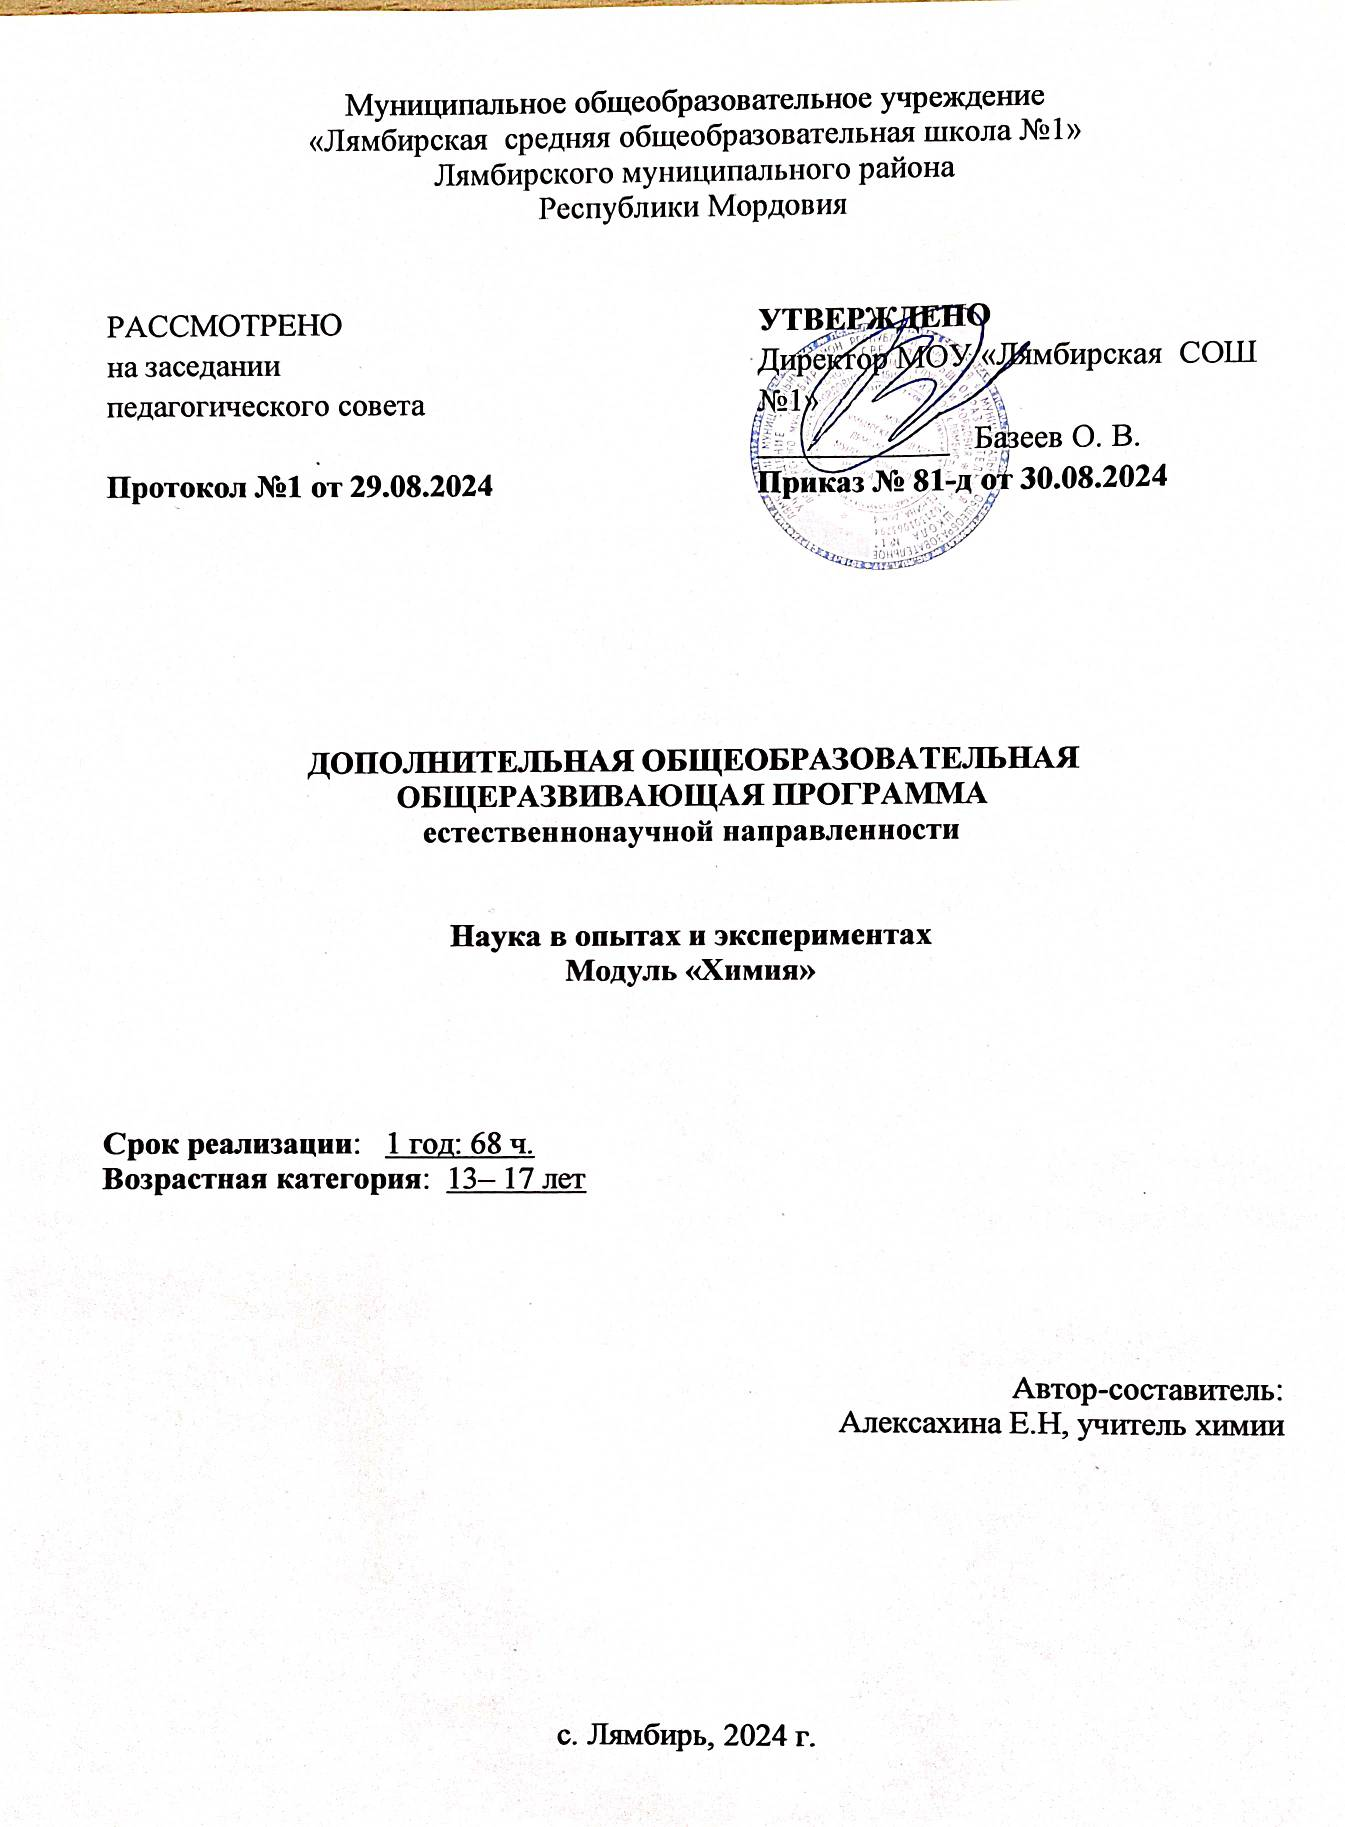 Муниципальное общеобразовательное учреждение
«Лямбирская средняя общеобразовательная школа №1»
Лямбирского муниципального района
Республики Мордовия
РАССМОТРЕНО
на заседании
педагогического совета
Протокол №1 от 29.08.2024
УТВЕРЖДЕНО
Директор МОУ «Лямбирская СОШ
№1»
Базеев О. В.
Приказ № 81-д от 30.08.2024
ДОПОЛНИТЕЛЬНАЯ ОБЩЕОБРАЗОВАТЕЛЬНАЯ
ОБЩЕРАЗВИВАЮЩАЯ ПРОГРАММА
естественнонаучной направленности
Наука в опытах и экспериментах
Модуль «Химия»
Срок реализации: 1 год: 68 ч.
Возрастная категория: 13– 17 лет
Автор-составитель:
Алексахина Е.Н, учитель химии
с. Лямбирь, 2024 г.